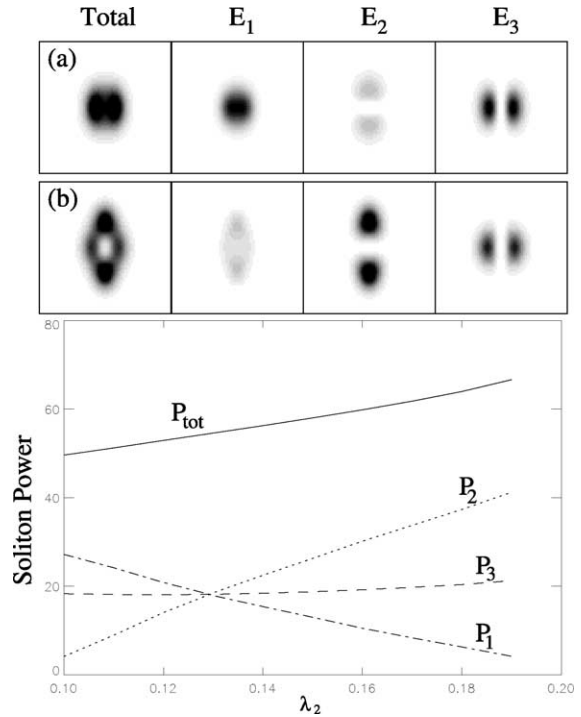 Total E₁ E₂ E₃
(a)
(b)
80
60
40
20
0
Soliton Power
P_tot
P₂
P₃
P₁
0.10 0.12 0.14 0.16 0.18 0.20
λ₂